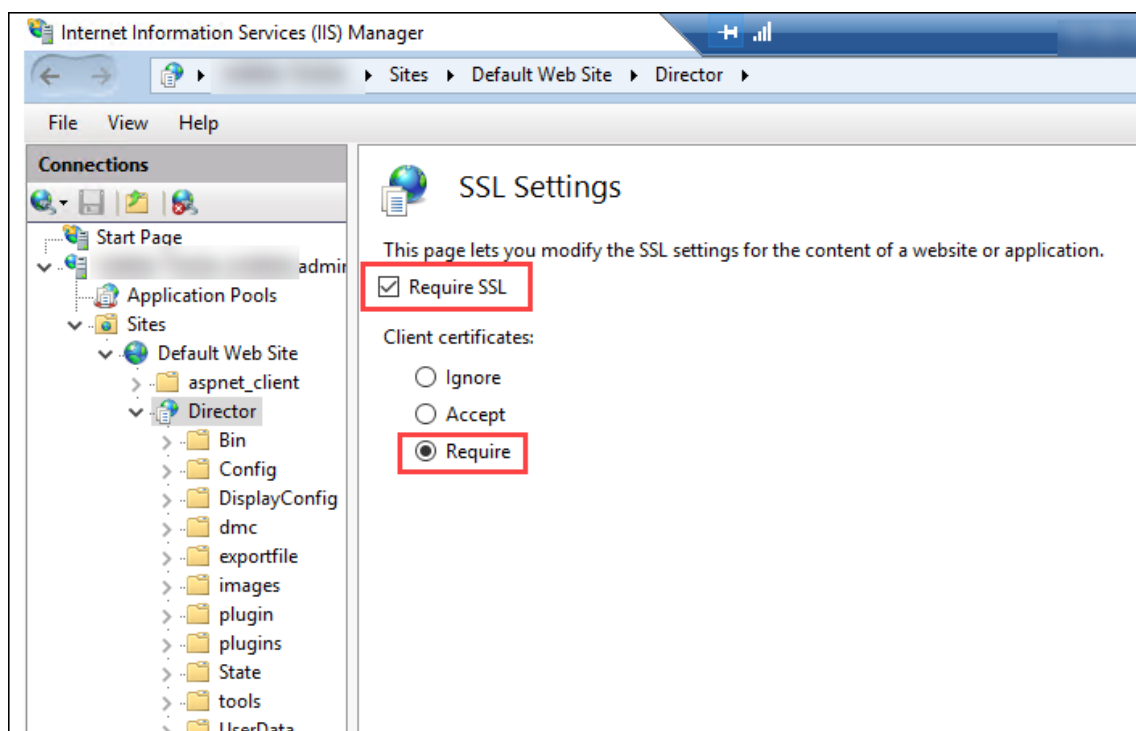 Internet Information Services (IIS) Manager
Sites Default Web Site Director
File View Help
Connections
Start Page
admin
Application Pools
Sites
Default Web Site
aspnet_client
Director
Bin
Config
DisplayConfig
dmc
exportfile
images
plugin
plugins
State
tools
UserData
SSL Settings
This page lets you modify the SSL settings for the content of a website or application.
Require SSL
Client certificates:
Ignore
Accept
Require